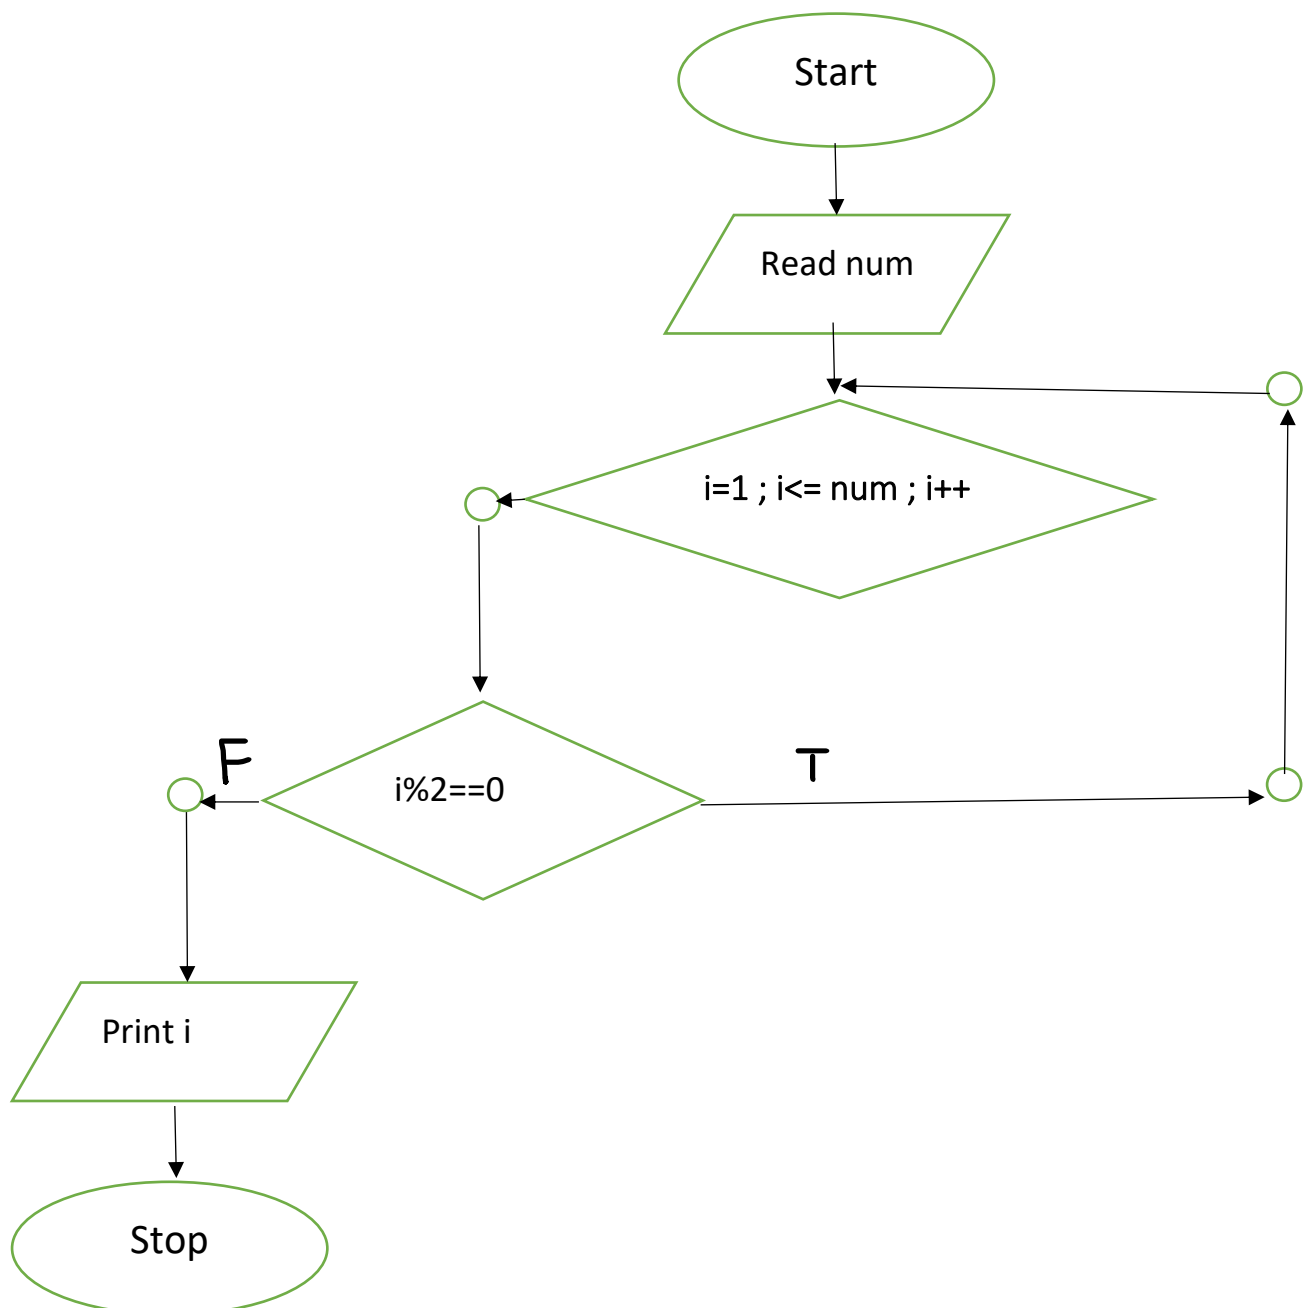 Start
Read num
i=1 ; i<= num ; i++
F
T
i%2==0
Print i
Stop